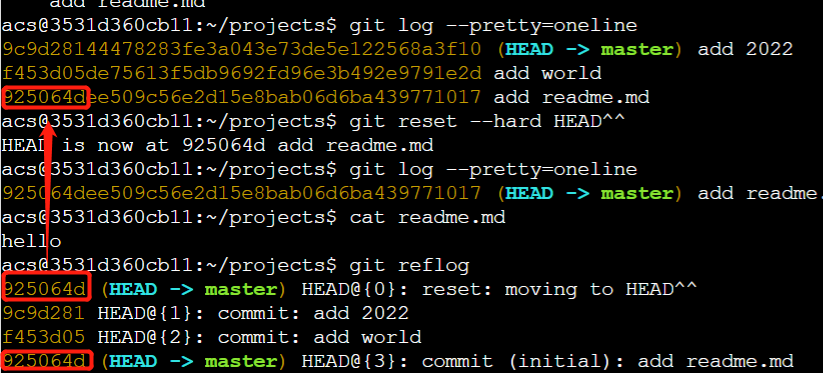 add readme.md
acs@3531d360cb11:~/projects$ git log --pretty=oneline
9c9d28144478283fe3a043e73de5e122568a3f10 (HEAD -> master) add 2022
f453d05de75613f5db9692fd96e3b492e9791e2d add world
925064dee509c56e2d15e8bab06d6ba439771017 add readme.md
acs@3531d360cb11:~/projects$ git reset --hard HEAD^^
HEAD is now at 925064d add readme.md
acs@3531d360cb11:~/projects$ git log --pretty=oneline
925064dee509c56e2d15e8bab06d6ba439771017 (HEAD -> master) add readme.
acs@3531d360cb11:~/projects$ cat readme.md
hello
acs@3531d360cb11:~/projects$ git reflog
925064d (HEAD -> master) HEAD@{0}: reset: moving to HEAD^^
9c9d281 HEAD@{1}: commit: add 2022
f453d05 HEAD@{2}: commit: add world
925064d (HEAD -> master) HEAD@{3}: commit (initial): add readme.md